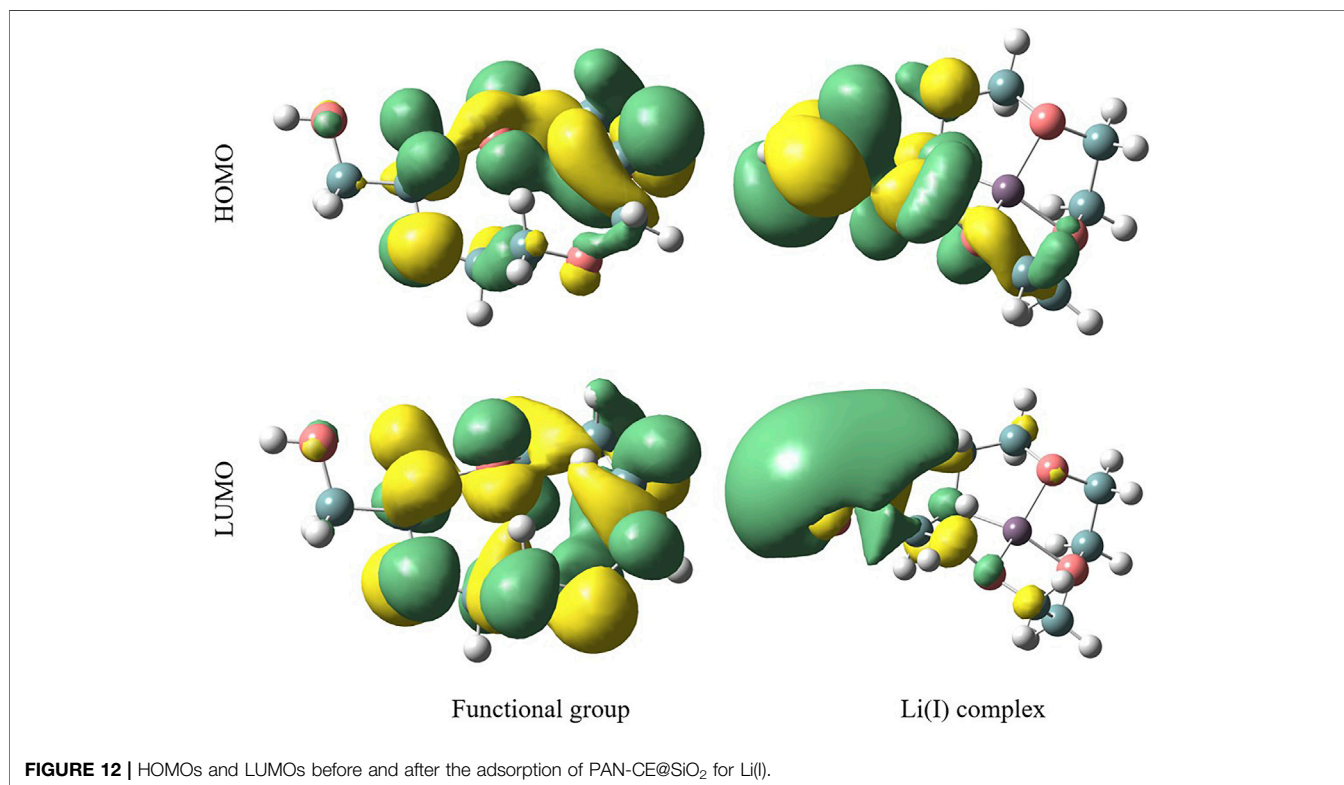 HOMO
LUMO
Functional group
Li(I) complex
FIGURE 12 | HOMOs and LUMOs before and after the adsorption of PAN-CE@SiO₂ for Li(I).